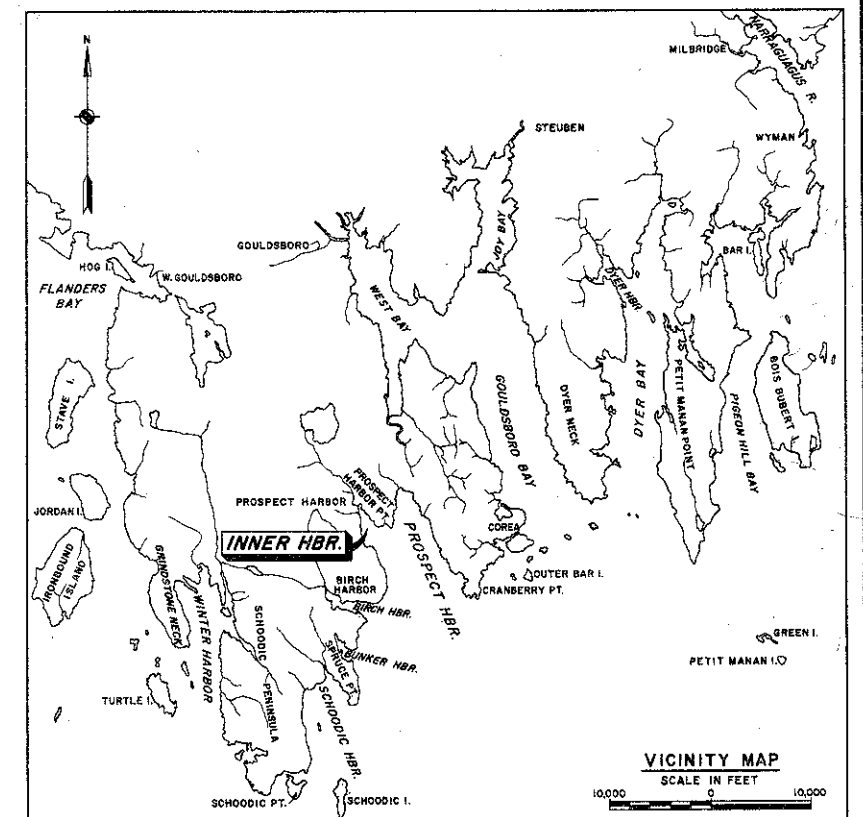 N
MILBRIDGE
NARRAGUAGUS R.
STEUBEN
WYMAN
GOULDSBORO
JOY BAY
BAR I.
HOG I.
W. GOULDSBORO
FLANDERS
BAY
DYER HBR.
WEST BAY
STAVE I.
GOULDSBORO BAY
DYER NECK
DYER BAY
PETIT MANAN POINT
PIGEON HILL BAY
BOIS BUBERT
PROSPECT
HARBOR PT.
PROSPECT HARBOR
JORDAN I.
INNER HBR.
PROSPECT HBR.
COREA
IRONBOUND
ISLAND
GRINDSTONE NECK
WINTER HARBOR
BIRCH
HARBOR
OUTER BAR I.
CRANBERRY PT.
BIRCH HBR.
SCHOODIC
PENINSULA
GREEN I.
BUNKER HBR.
SPRUCE PT.
PETIT MANAN I.
TURTLE I.
SCHOODIC HBR.
SCHOODIC PT.
SCHOODIC I.
VICINITY MAP
SCALE IN FEET
10,000 0 10,000